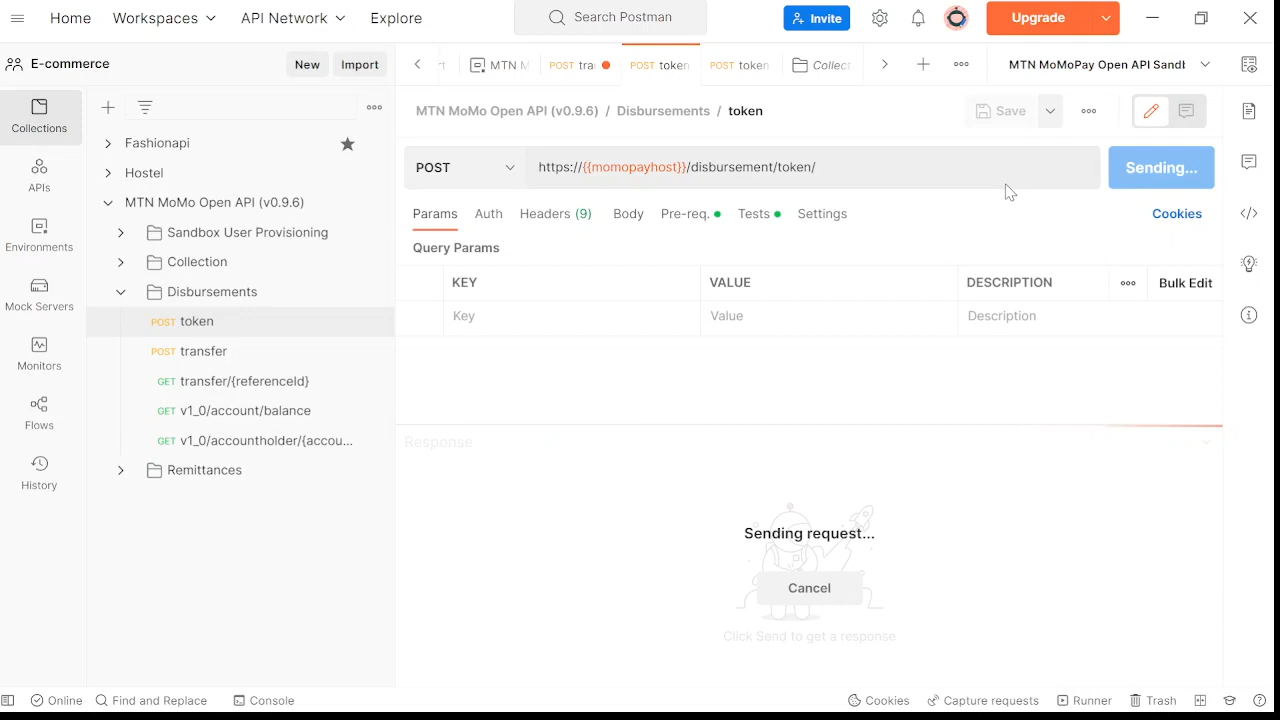 Home Workspaces API Network Explore Search Postman Invite Upgrade
E-commerce New Import MTN M POST tra POST token POST token Collect MTN MoMoPay Open API Sandb
Collections
APIs
Environments
Mock Servers
Monitors
Flows
History
Fashionapi
Hostel
MTN MoMo Open API (v0.9.6)
Sandbox User Provisioning
Collection
Disbursements
POST token
POST transfer
GET transfer/{referenceId}
GET v1_0/account/balance
GET v1_0/accountholder/{accou...
Remittances
MTN MoMo Open API (v0.9.6) / Disbursements / token Save
POST https://{{momopayhost}}/disbursement/token/ Sending...
Params Auth Headers (9) Body Pre-req. Tests Settings Cookies
Query Params
KEY VALUE DESCRIPTION Bulk Edit
Key Value Description
Response
Sending request...
Cancel
Click Send to get a response
Online Find and Replace Console Cookies Capture requests Runner Trash